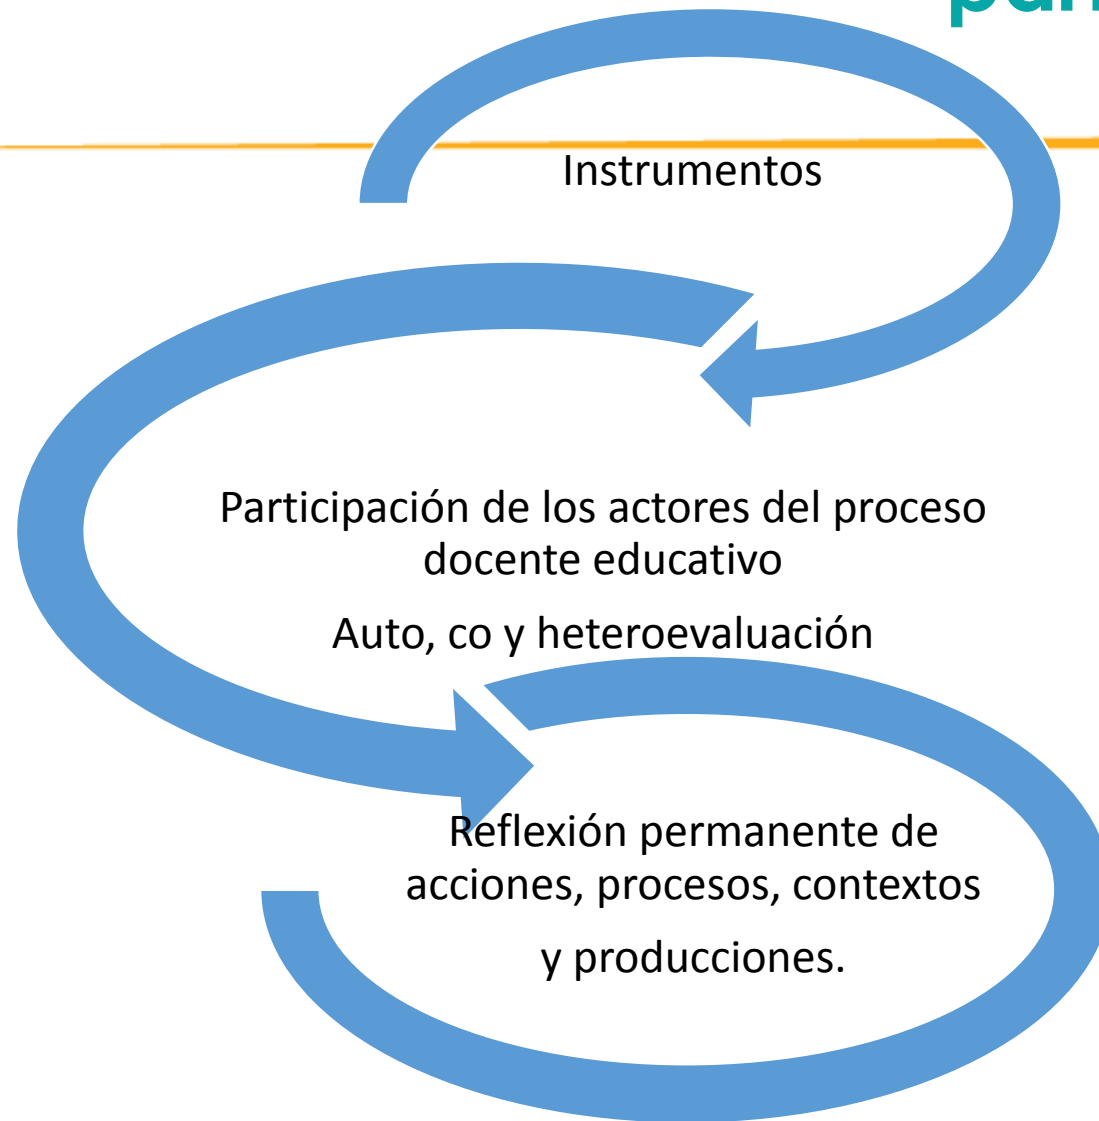 Instrumentos
Participación de los actores del proceso
docente educativo
Auto, co y heteroevaluación
Reflexión permanente de
acciones, procesos, contextos
y producciones.